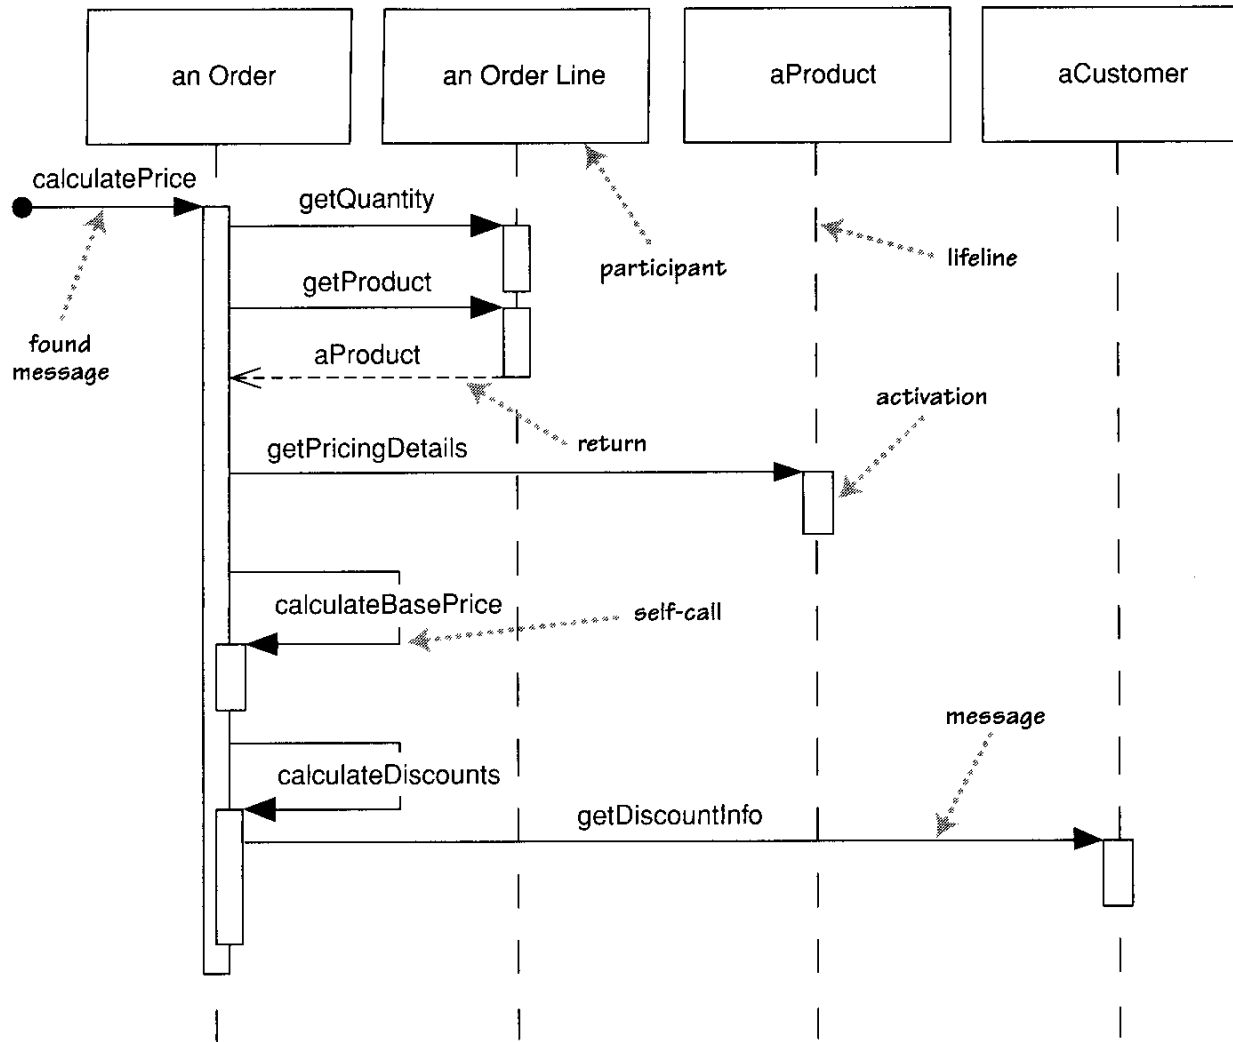 an Order
an Order Line
aProduct
aCustomer
calculatePrice
getQuantity
participant
lifeline
getProduct
found
message
aProduct
activation
return
getPricingDetails
calculateBasePrice
self-call
message
calculateDiscounts
getDiscountInfo